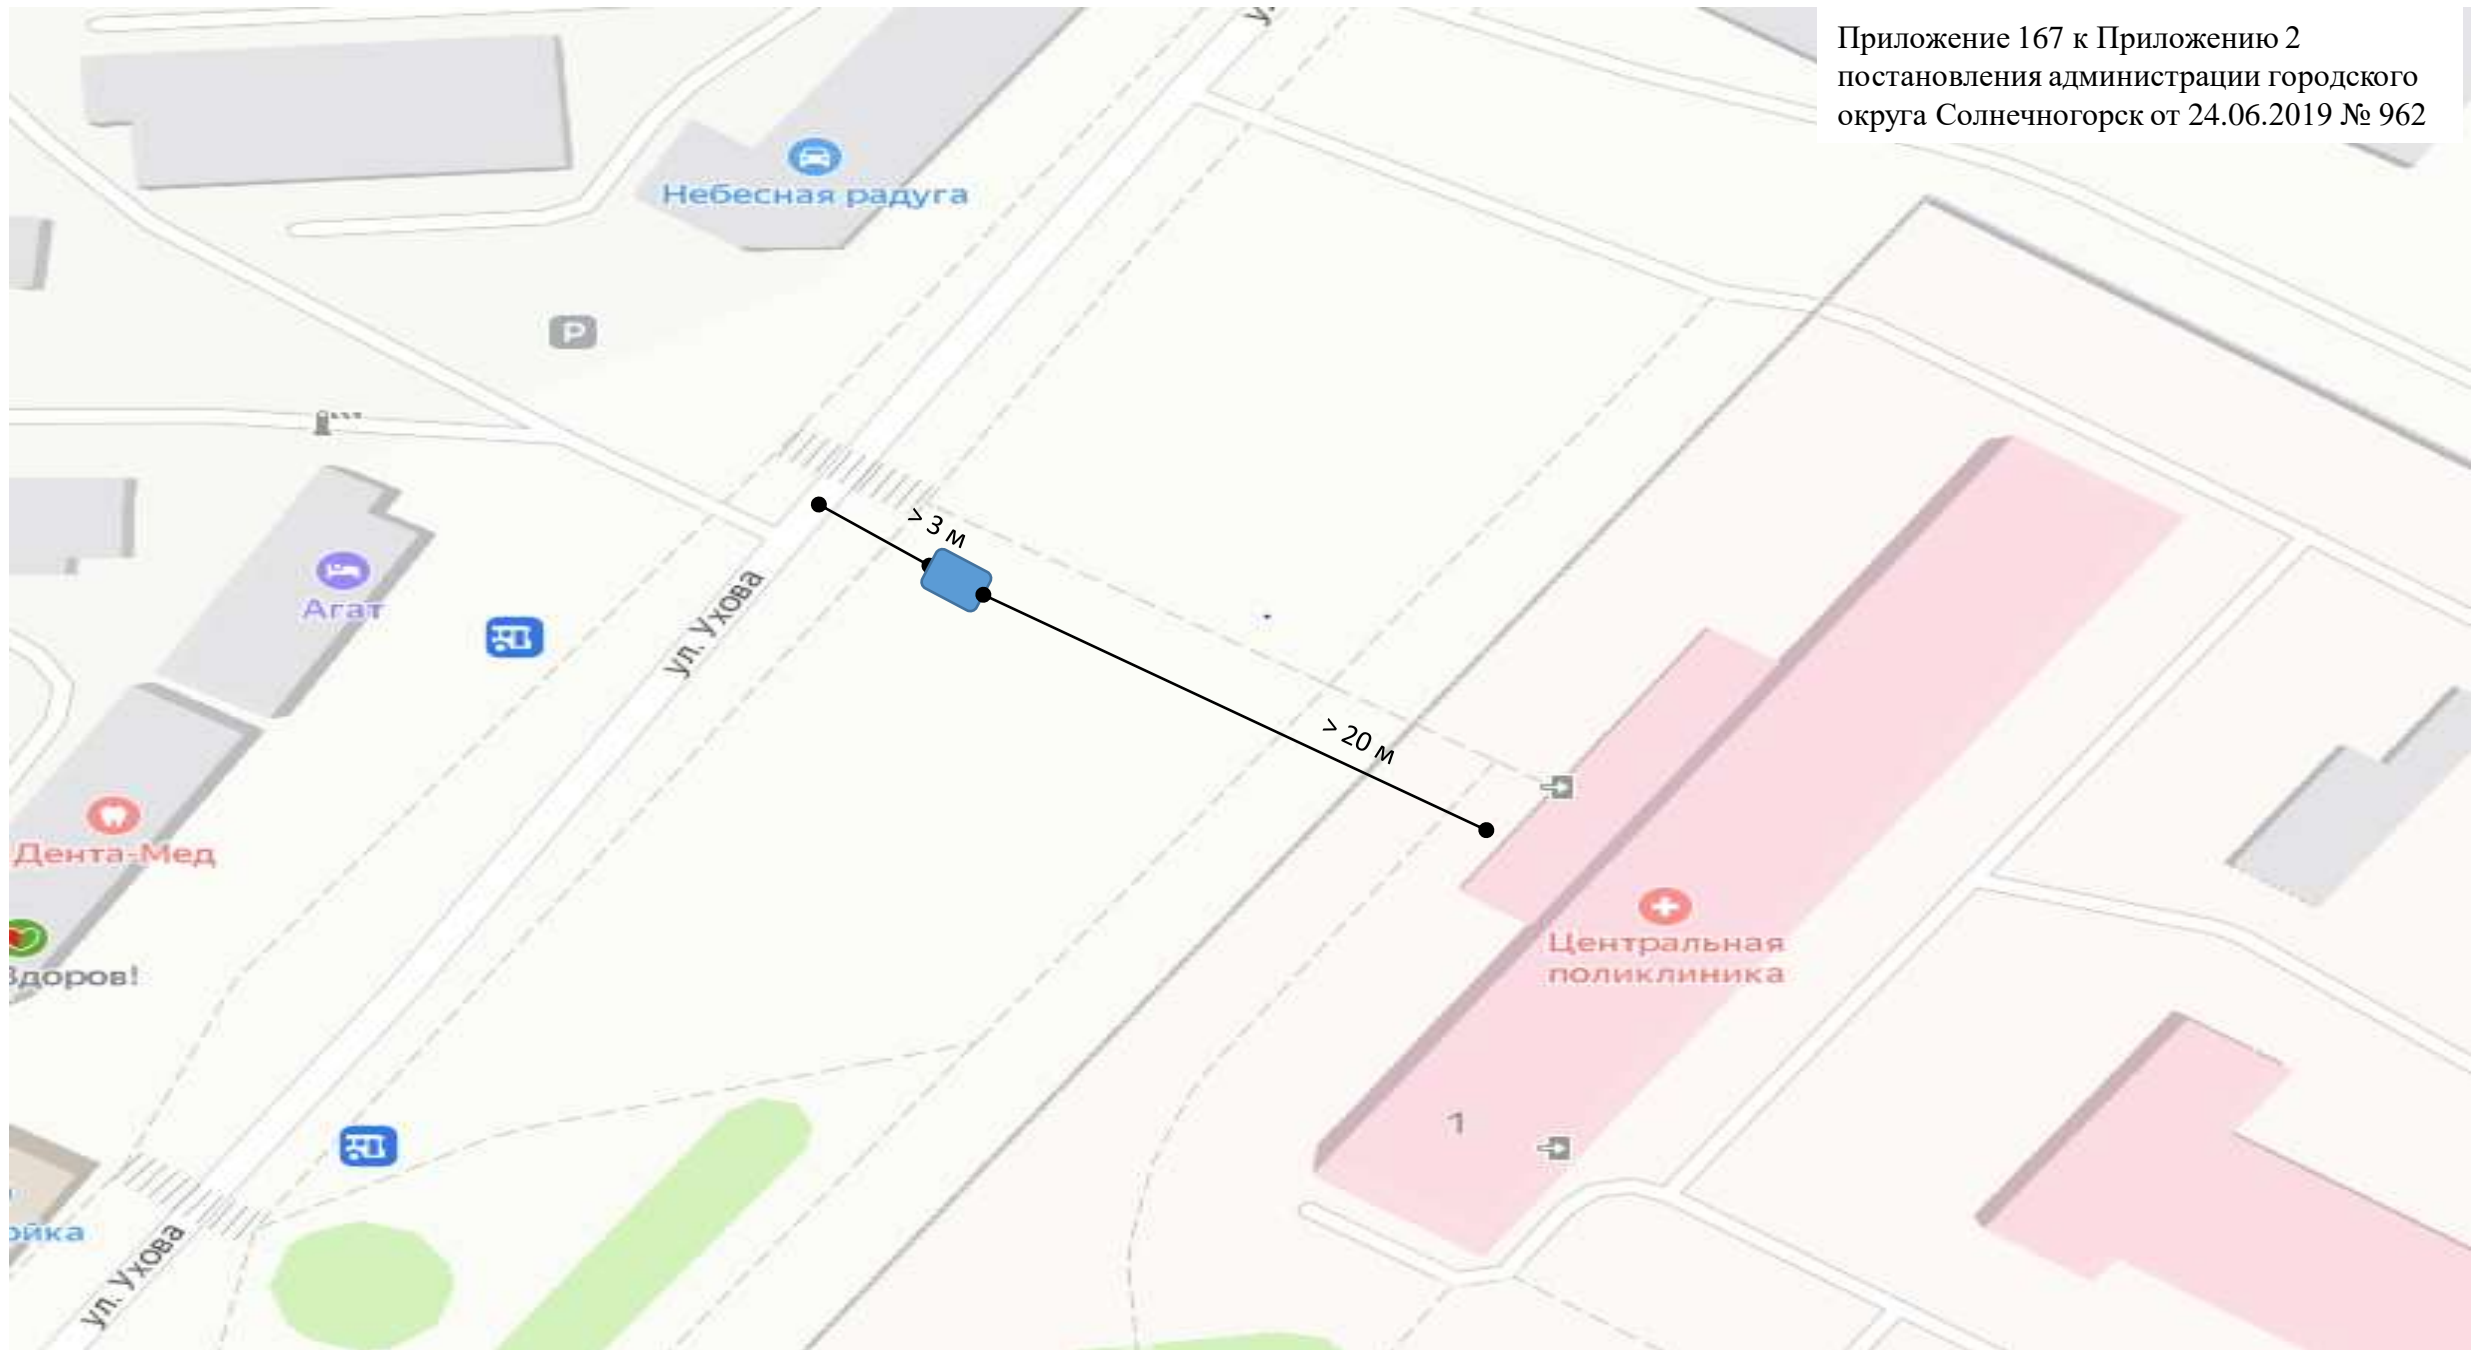 Приложение 167 к Приложению 2
постановления администрации городского
округа Солнечногорск от 24.06.2019 № 962
Небесная радуга
P
> 3 м
Агат
ул. Ухова
> 20 м
Дента-Мед
Здоров!
Центральная
поликлиника
1
ойка
ул. Ухова